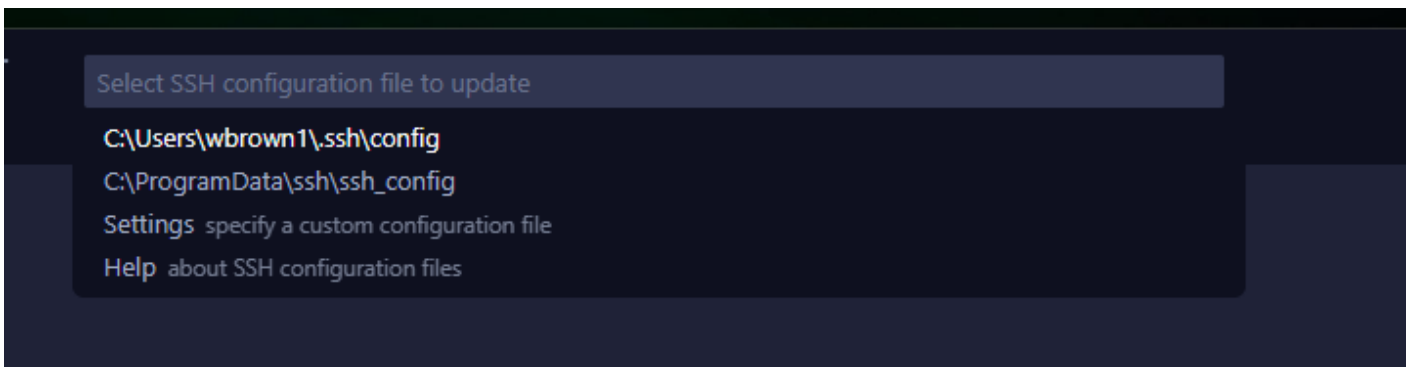 Select SSH configuration file to update
C:\Users\wbrown1\.ssh\config
C:\ProgramData\ssh\ssh_config
Settings specify a custom configuration file
Help about SSH configuration files